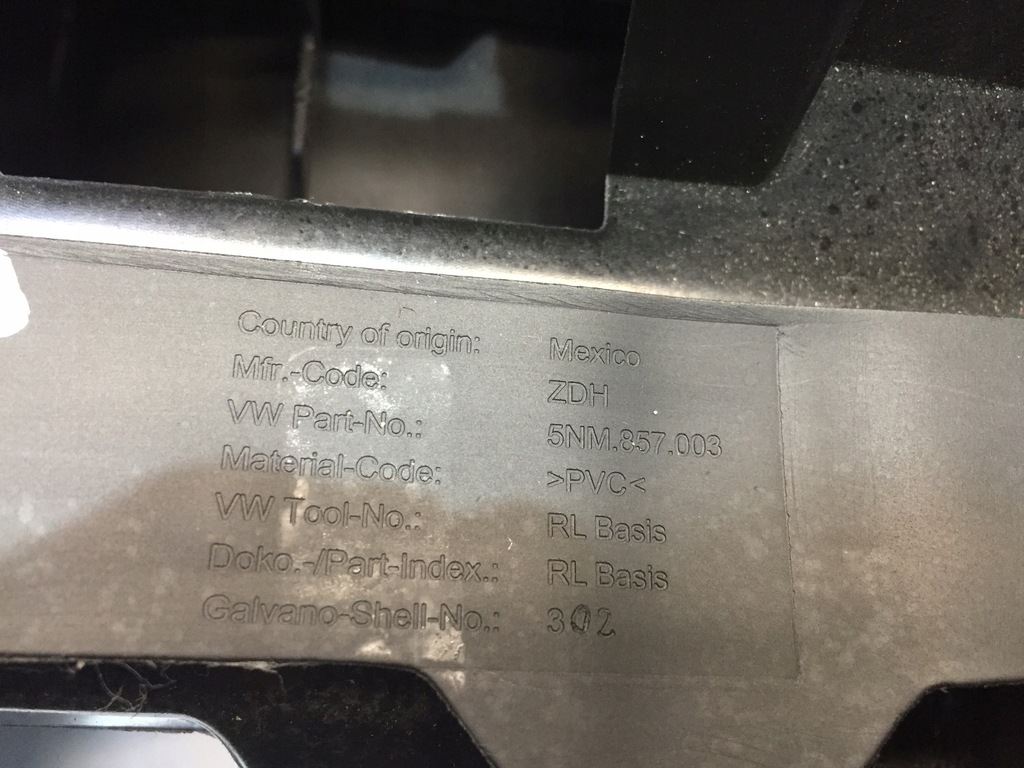 Country of origin: Mexico
Mfr.-Code: ZDH
VW Part-No.: 5NM.857.003
Material-Code: >PVC<
VW Tool-No.: RL Basis
Doko.-/Part-Index.: RL Basis
Galvano-Shell-No.: 302